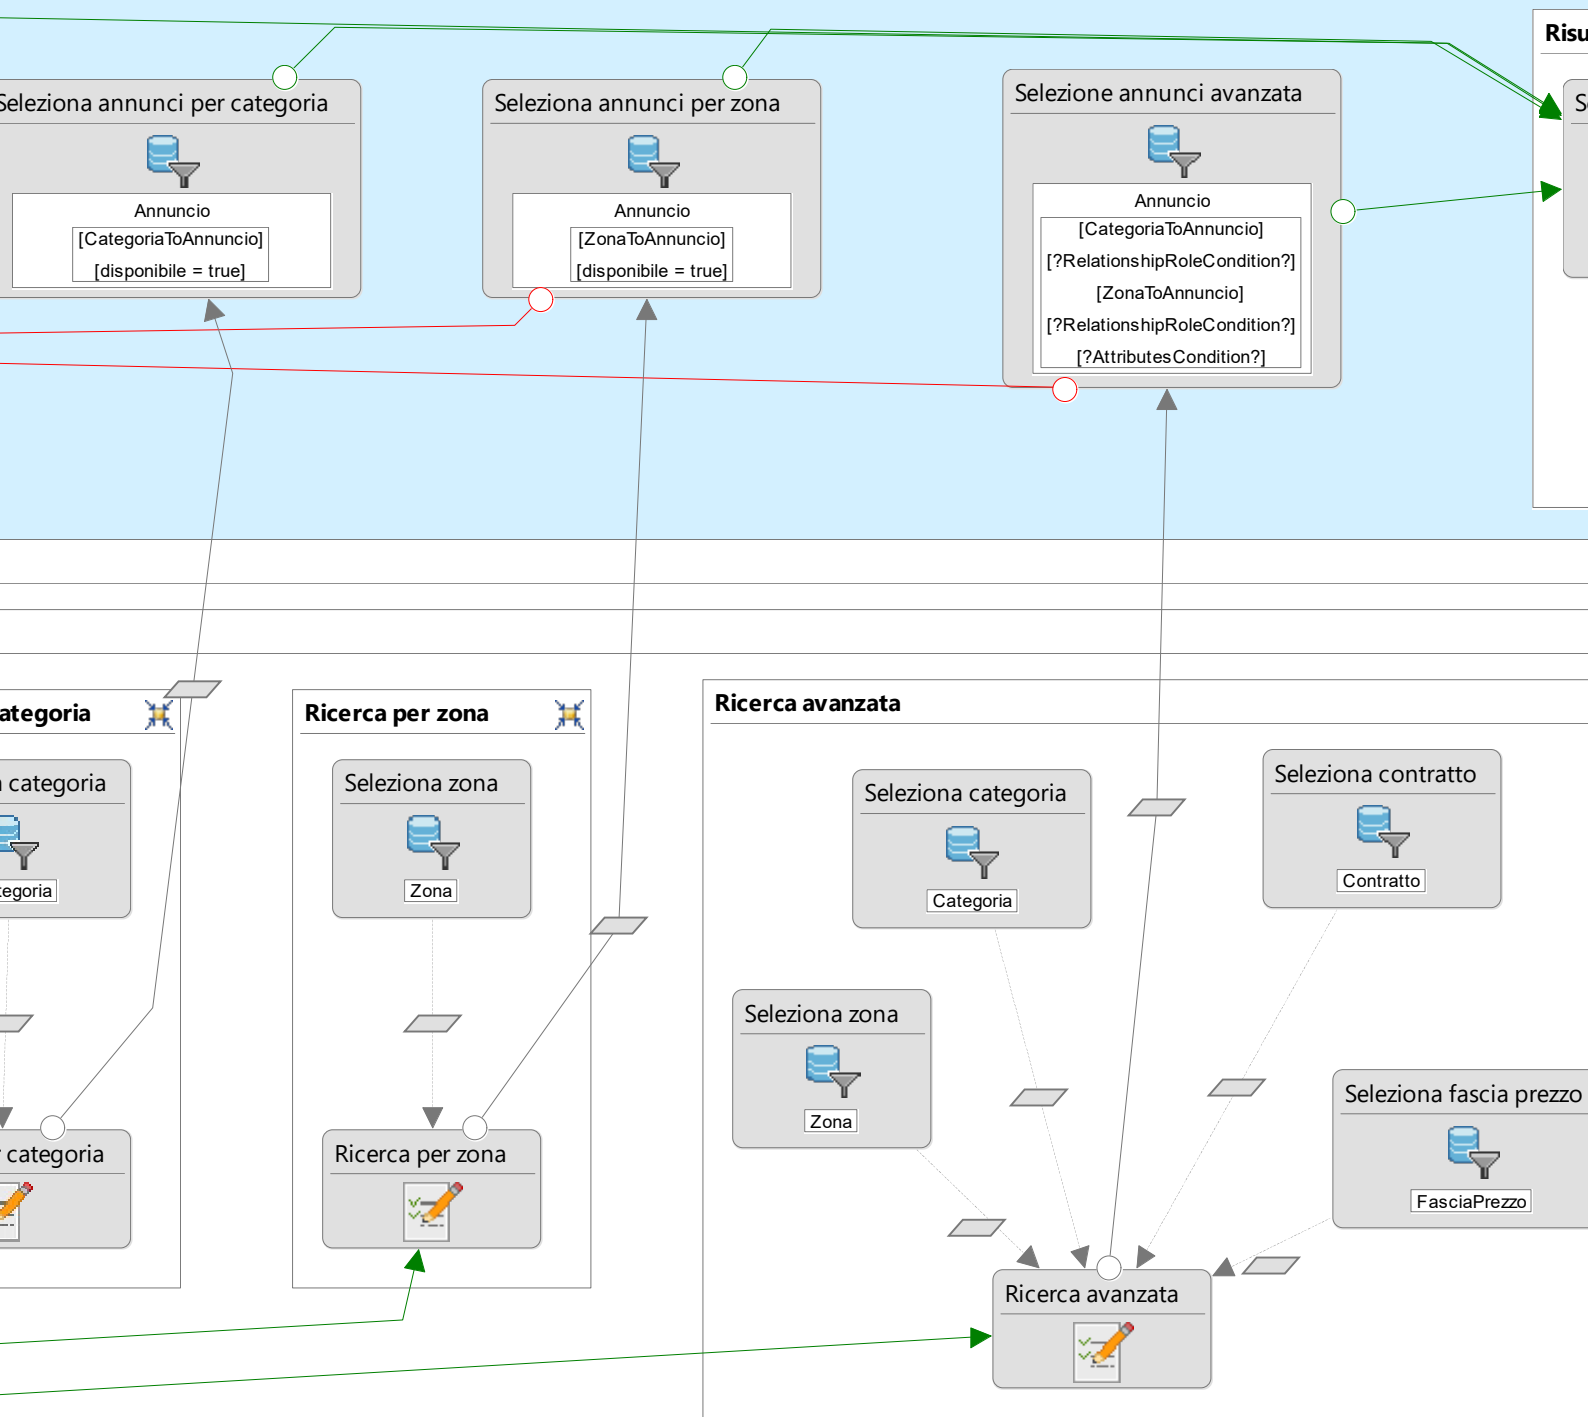 Seleziona annunci per categoria
Annuncio
[CategoriaToAnnuncio]
[disponibile = true]
Seleziona annunci per zona
Annuncio
[ZonaToAnnuncio]
[disponibile = true]
Selezione annunci avanzata
Annuncio
[CategoriaToAnnuncio]
[?RelationshipRoleCondition?]
[ZonaToAnnuncio]
[?RelationshipRoleCondition?]
[?AttributesCondition?]
Risu
categoria
Ricerca per zona
Seleziona zona
Zona
Ricerca per zona
categoria
Ricerca avanzata
Seleziona categoria
Categoria
Seleziona contratto
Contratto
Seleziona zona
Zona
Seleziona fascia prezzo
FasciaPrezzo
Ricerca avanzata